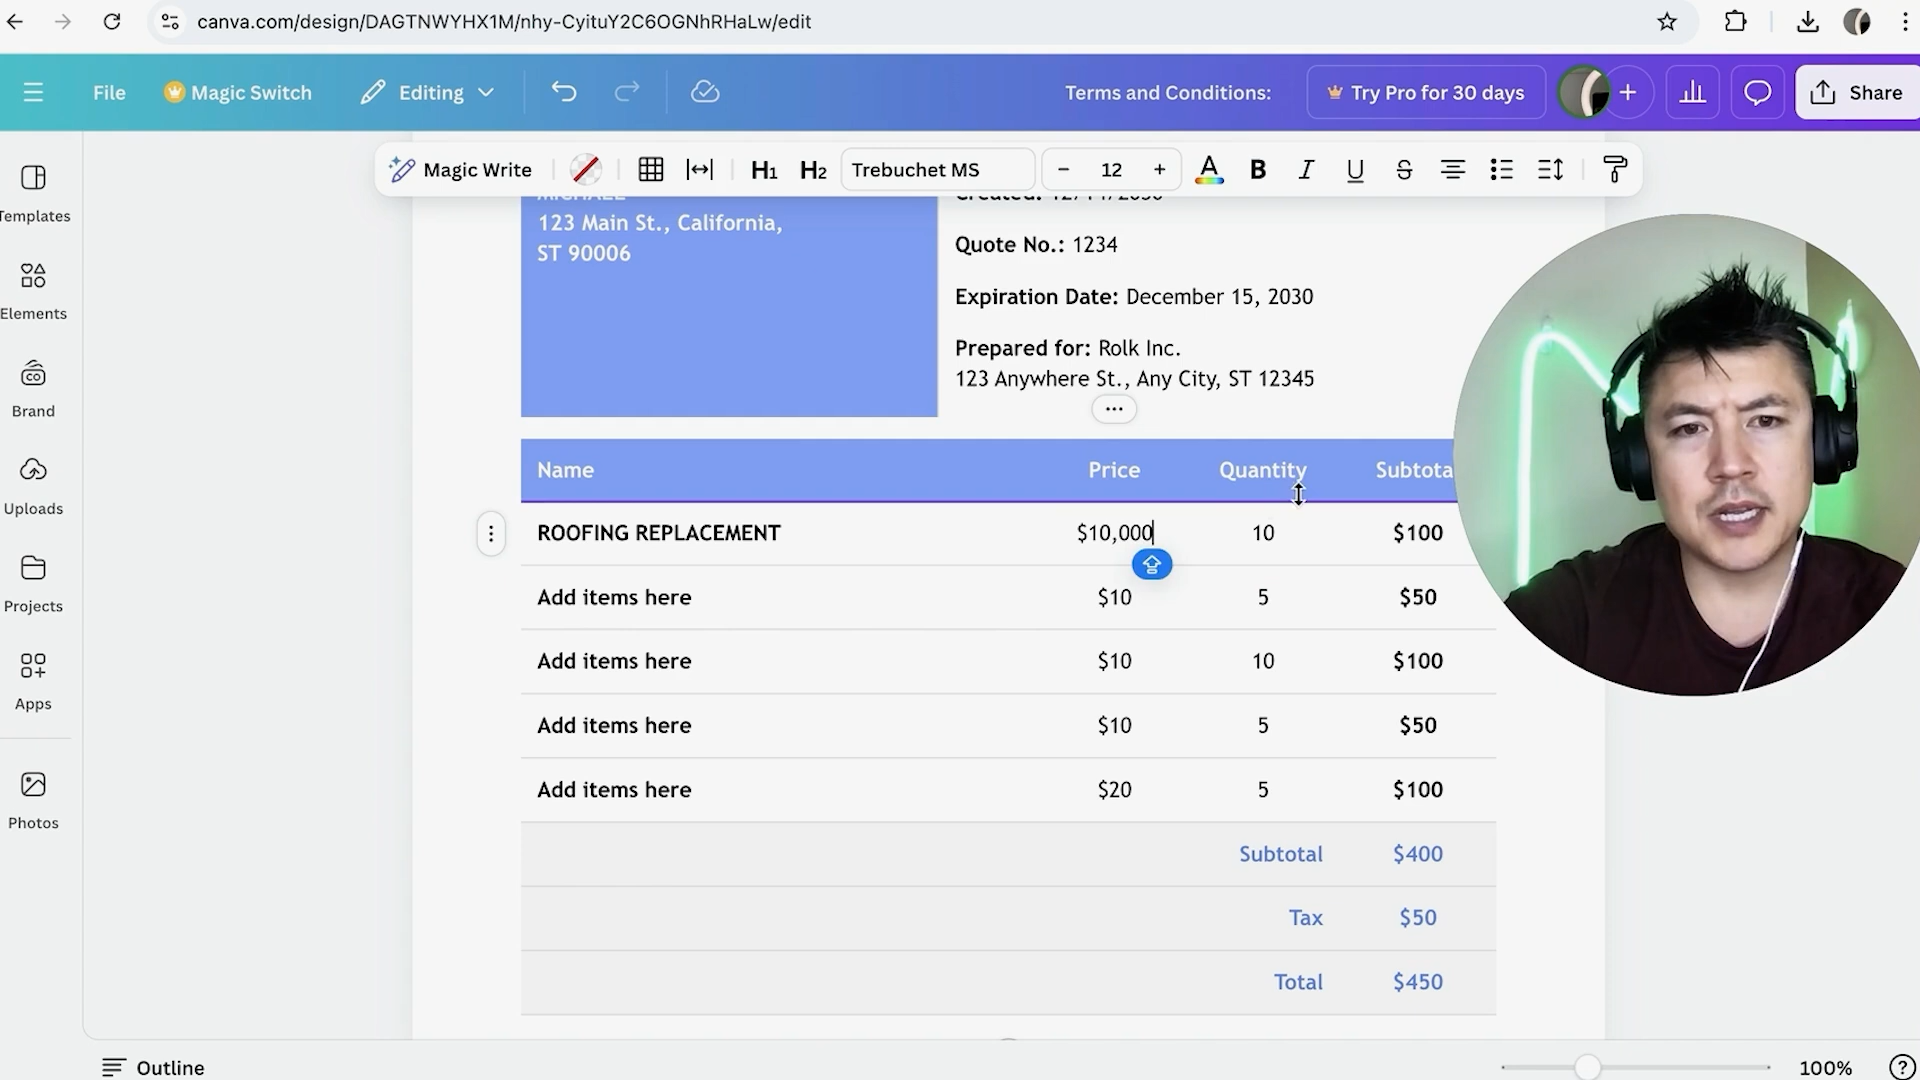 canva.com/design/DAGTNWYHX1M/nhy-CyituY2C6OGNhRHaLw/edit
File Magic Switch Editing Terms and Conditions: Try Pro for 30 days Share
Magic Write H1 H2 Trebuchet MS − 12 + A B I U S
Templates
Elements
Brand
Uploads
Projects
Apps
Photos
123 Main St., California,
ST 90006
Created: 12/14/2030
Quote No.: 1234
Expiration Date: December 15, 2030
Prepared for: Rolk Inc.
123 Anywhere St., Any City, ST 12345
Name Price Quantity Subtota
ROOFING REPLACEMENT $10,000 10 $100
Add items here $10 5 $50
Add items here $10 10 $100
Add items here $10 5 $50
Add items here $20 5 $100
Subtotal $400
Tax $50
Total $450
Outline 100% ?